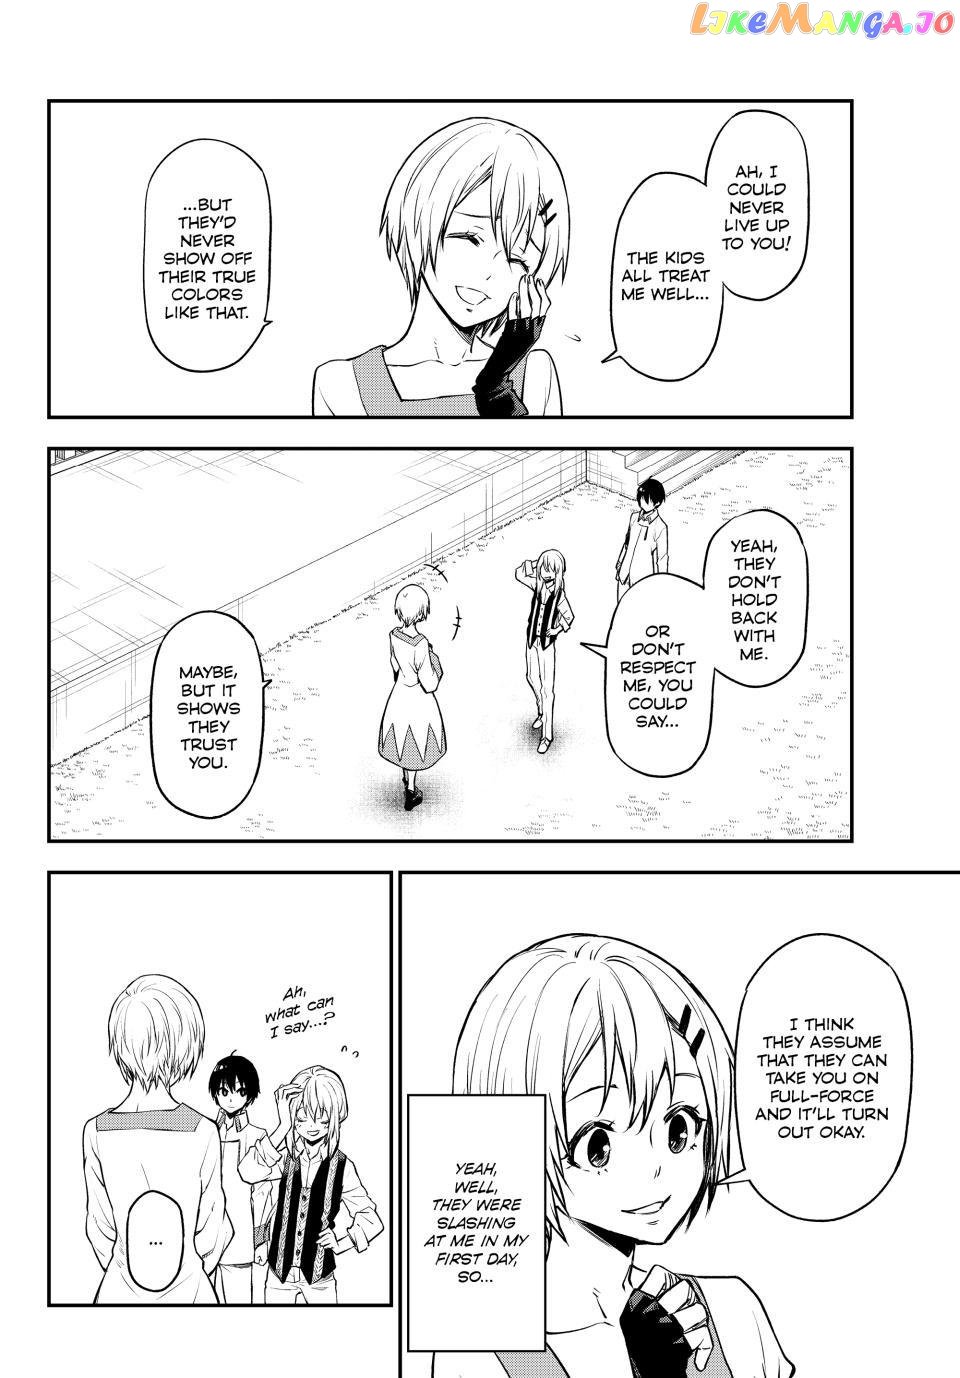 LIKEMANGA.IO
AH, I
COULD
NEVER
LIVE UP
TO YOU!
THE KIDS
ALL TREAT
ME WELL...
...BUT
THEY'D
NEVER
SHOW OFF
THEIR TRUE
COLORS
LIKE THAT.
YEAH,
THEY
DON'T
HOLD
BACK
WITH
ME.
OR
DON'T
RESPECT
ME, YOU
COULD
SAY...
MAYBE,
BUT IT
SHOWS
THEY
TRUST
YOU.
I THINK
THEY ASSUME
THAT THEY CAN
TAKE YOU ON
FULL-FORCE
AND IT'LL TURN
OUT OKAY.
YEAH,
WELL,
THEY WERE
SLASHING
AT ME IN MY
FIRST DAY,
SO...
Ah,
what can
I say...?
...